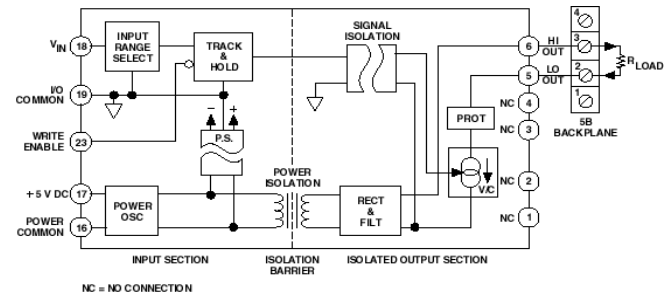 V IN
18
INPUT
RANGE
SELECT
TRACK
&
HOLD
SIGNAL
ISOLATION
6
HI
OUT
5
LO
OUT
4
3
2
1
R LOAD
5B
BACKPLANE
I/O
COMMON
19
NC
4
NC
3
PROT
WRITE
ENABLE
23
− +
P.S.
V/C
NC
2
NC
1
+5 V DC
17
POWER
COMMON
16
POWER
OSC
POWER
ISOLATION
RECT
&
FILT
INPUT SECTION
ISOLATION
BARRIER
ISOLATED OUTPUT SECTION
NC = NO CONNECTION